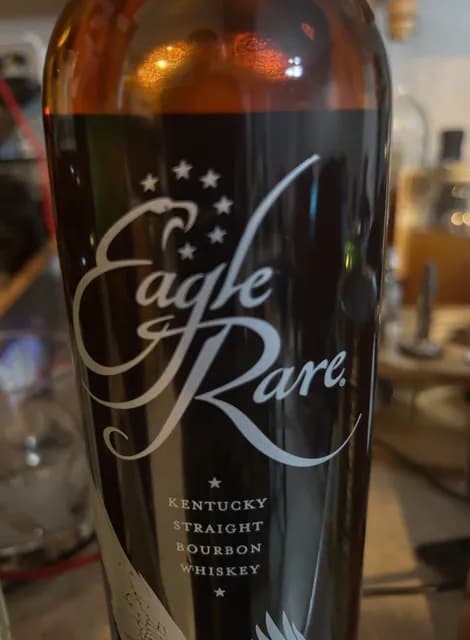 Eagle
Rare.
KENTUCKY
STRAIGHT
BOURBON
WHISKEY